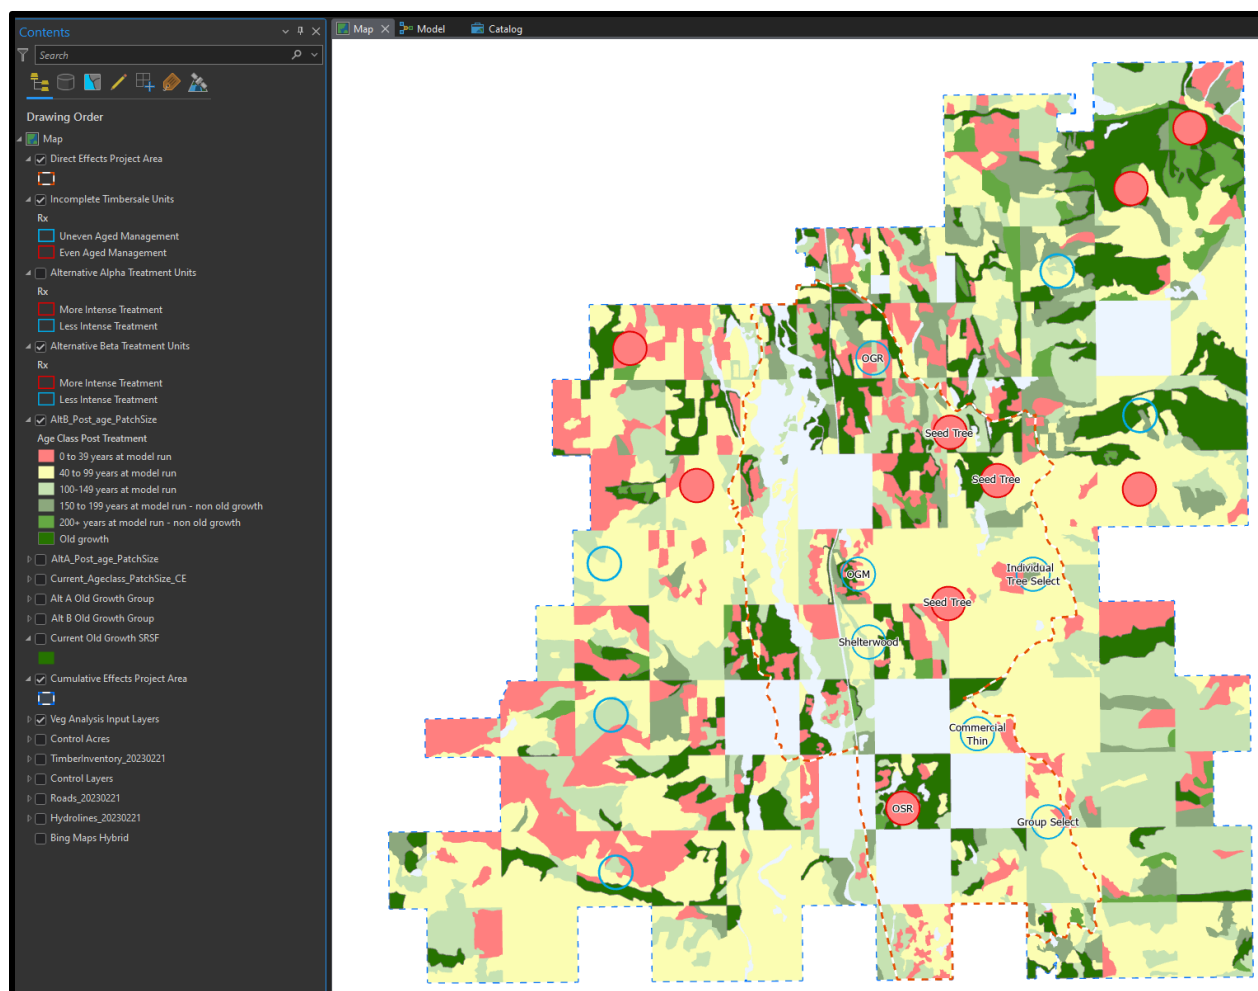 Contents
Search
Drawing Order
Map
Direct Effects Project Area
Incomplete Timbersale Units
Rx
Uneven Aged Management
Even Aged Management
Alternative Alpha Treatment Units
Rx
More Intense Treatment
Less Intense Treatment
Alternative Beta Treatment Units
Rx
More Intense Treatment
Less Intense Treatment
AltB_Post_age_PatchSize
Age Class Post Treatment
0 to 39 years at model run
40 to 99 years at model run
100-149 years at model run
150 to 199 years at model run - non old growth
200+ years at model run - non old growth
Old growth
AltA_Post_age_PatchSize
Current_Ageclass_PatchSize_CE
Alt A Old Growth Group
Alt B Old Growth Group
Current Old Growth SRSF
Cumulative Effects Project Area
Veg Analysis Input Layers
Control Acres
TimberInventory_20230221
Control Layers
Roads_20230221
Hydrolines_20230221
Bing Maps Hybrid
Map Model Catalog
OGR
Seed Tree
Seed Tree
OGM
Individual
Tree Select
Seed Tree
Shelterwood
Commercial
Thin
OSR
Group Select